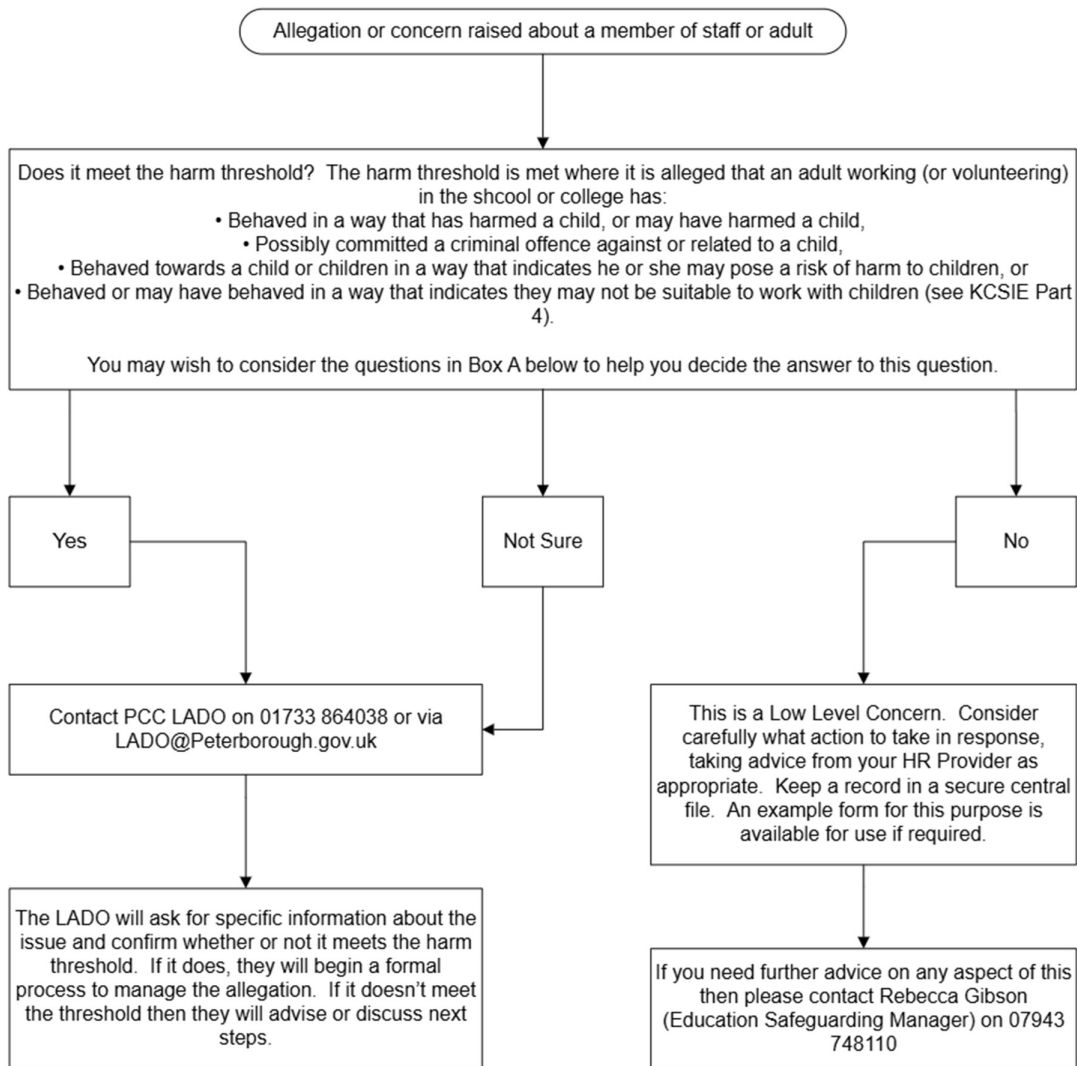 Allegation or concern raised about a member of staff or adult
Does it meet the harm threshold?  The harm threshold is met where it is alleged that an adult working (or volunteering)
in the shcool or college has:
• Behaved in a way that has harmed a child, or may have harmed a child,
• Possibly committed a criminal offence against or related to a child,
• Behaved towards a child or children in a way that indicates he or she may pose a risk of harm to children, or
• Behaved or may have behaved in a way that indicates they may not be suitable to work with children (see KCSIE Part
4).
You may wish to consider the questions in Box A below to help you decide the answer to this question.
Yes
Not Sure
No
Contact PCC LADO on 01733 864038 or via
LADO@Peterborough.gov.uk
This is a Low Level Concern.  Consider
carefully what action to take in response,
taking advice from your HR Provider as
appropriate.  Keep a record in a secure central
file.  An example form for this purpose is
available for use if required.
The LADO will ask for specific information about the
issue and confirm whether or not it meets the harm
threshold.  If it does, they will begin a formal
process to manage the allegation.  If it doesn’t meet
the threshold then they will advise or discuss next
steps.
If you need further advice on any aspect of this
then please contact Rebecca Gibson
(Education Safeguarding Manager) on 07943
748110